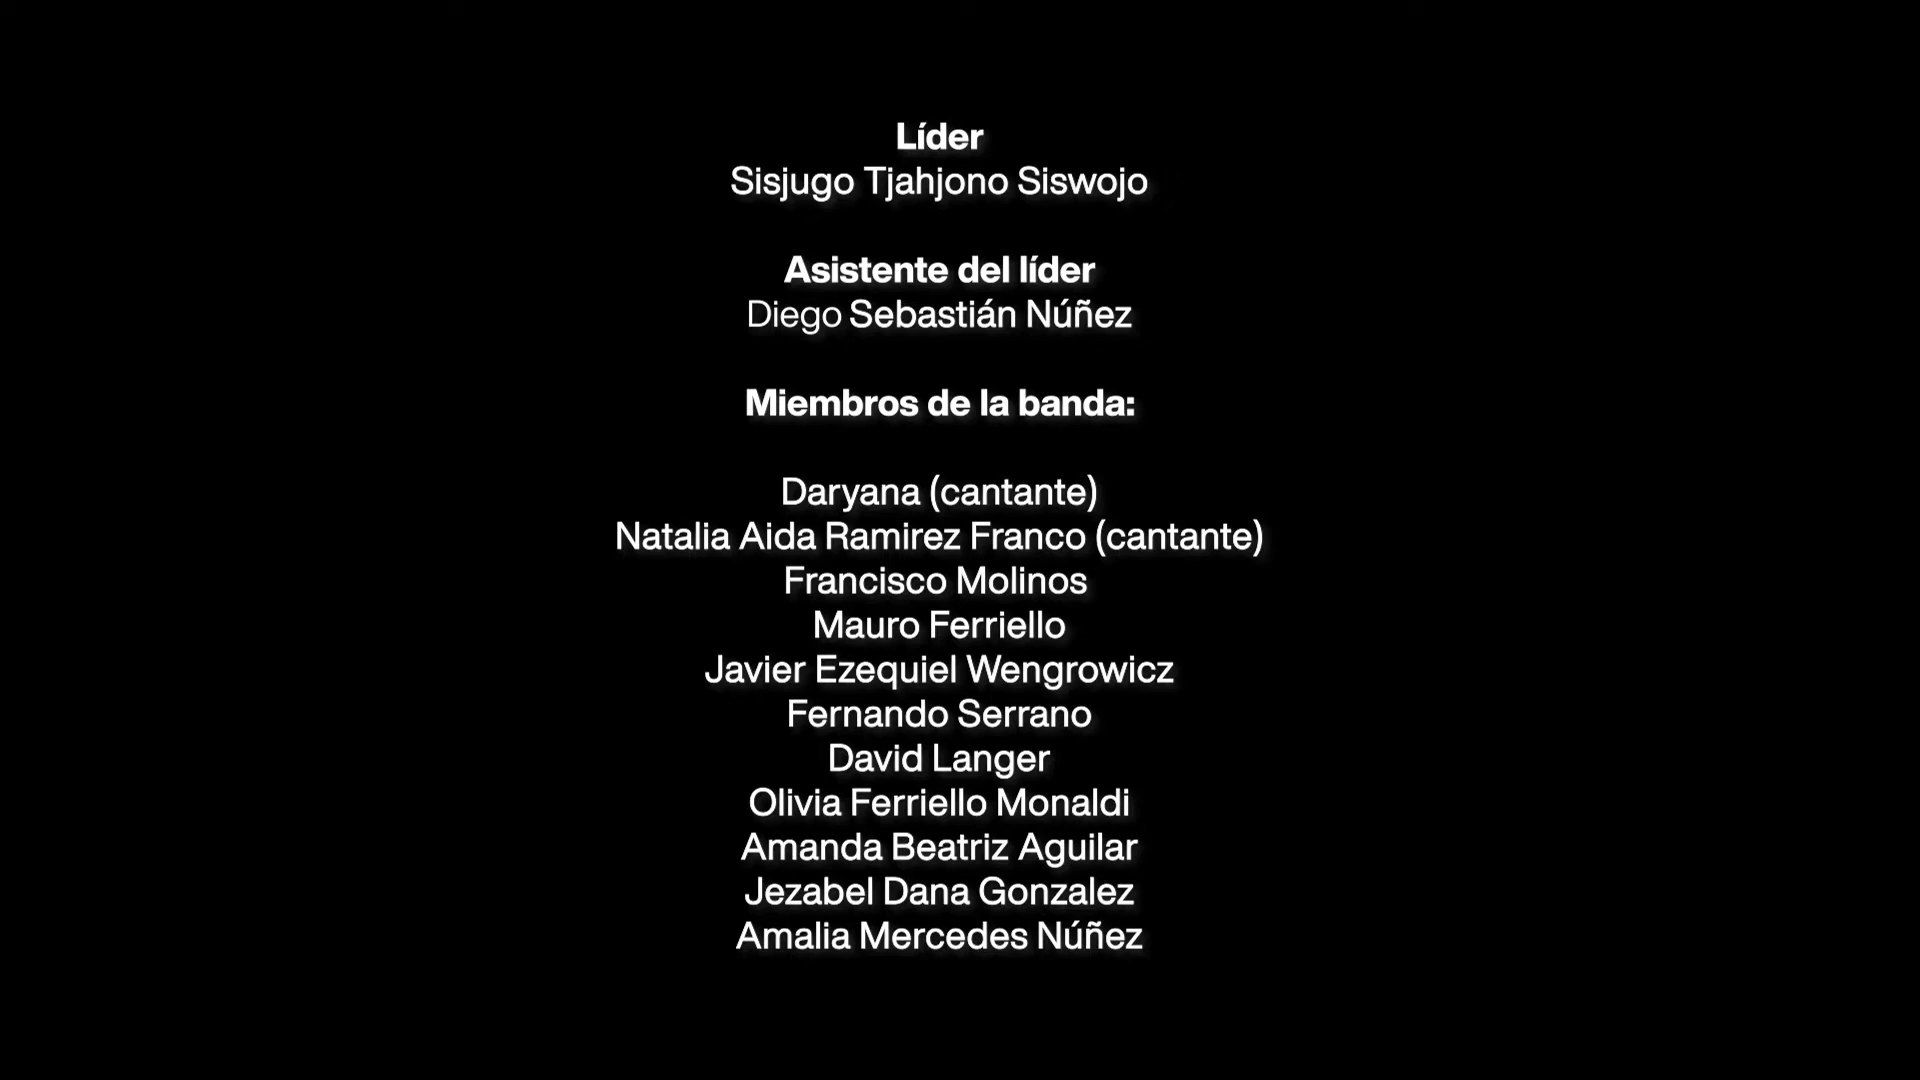 Líder
Sisjugo Tjahjono Siswojo
Asistente del líder
Diego Sebastián Núñez
Miembros de la banda:
Daryana (cantante)
Natalia Aida Ramirez Franco (cantante)
Francisco Molinos
Mauro Ferriello
Javier Ezequiel Wengrowicz
Fernando Serrano
David Langer
Olivia Ferriello Monaldi
Amanda Beatriz Aguilar
Jezabel Dana Gonzalez
Amalia Mercedes Núñez